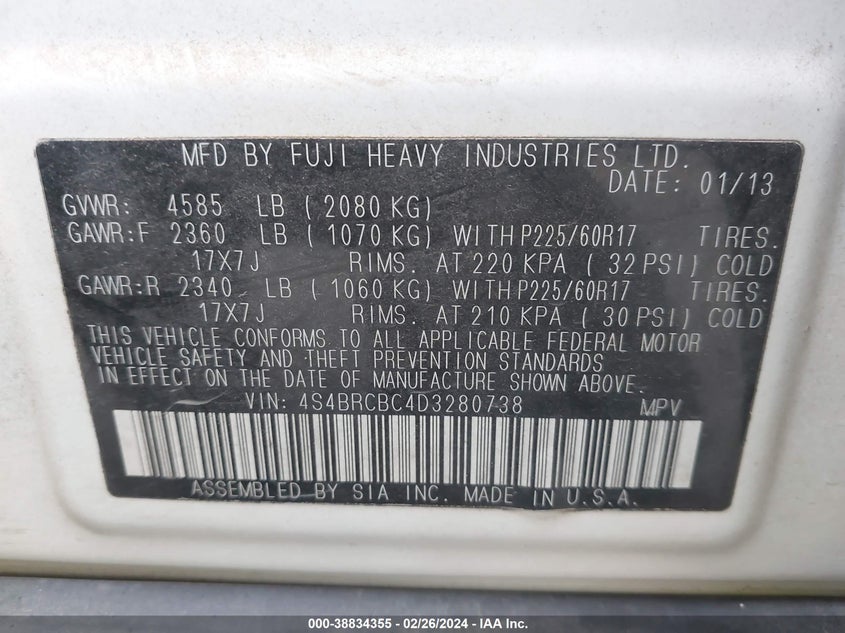 MFD BY FUJI HEAVY INDUSTRIES LTD.
DATE: 01/13
GVWR: 4585 LB ( 2080 KG)
GAWR:F 2360 LB ( 1070 KG) WITH P225/60R17 TIRES.
17X7J RIMS. AT 220 KPA ( 32 PSI) COLD
GAWR:R 2340 LB ( 1060 KG) WITH P225/60R17 TIRES.
17X7J RIMS. AT 210 KPA ( 30 PSI) COLD
THIS VEHICLE CONFORMS TO ALL APPLICABLE FEDERAL MOTOR
VEHICLE SAFETY AND THEFT PREVENTION STANDARDS
IN EFFECT ON THE DATE OF MANUFACTURE SHOWN ABOVE.
VIN: 4S4BRCBC4D3280738 MPV
ASSEMBLED BY SIA INC. MADE IN U.S.A.
000-38834355 - 02/26/2024 - IAA Inc.